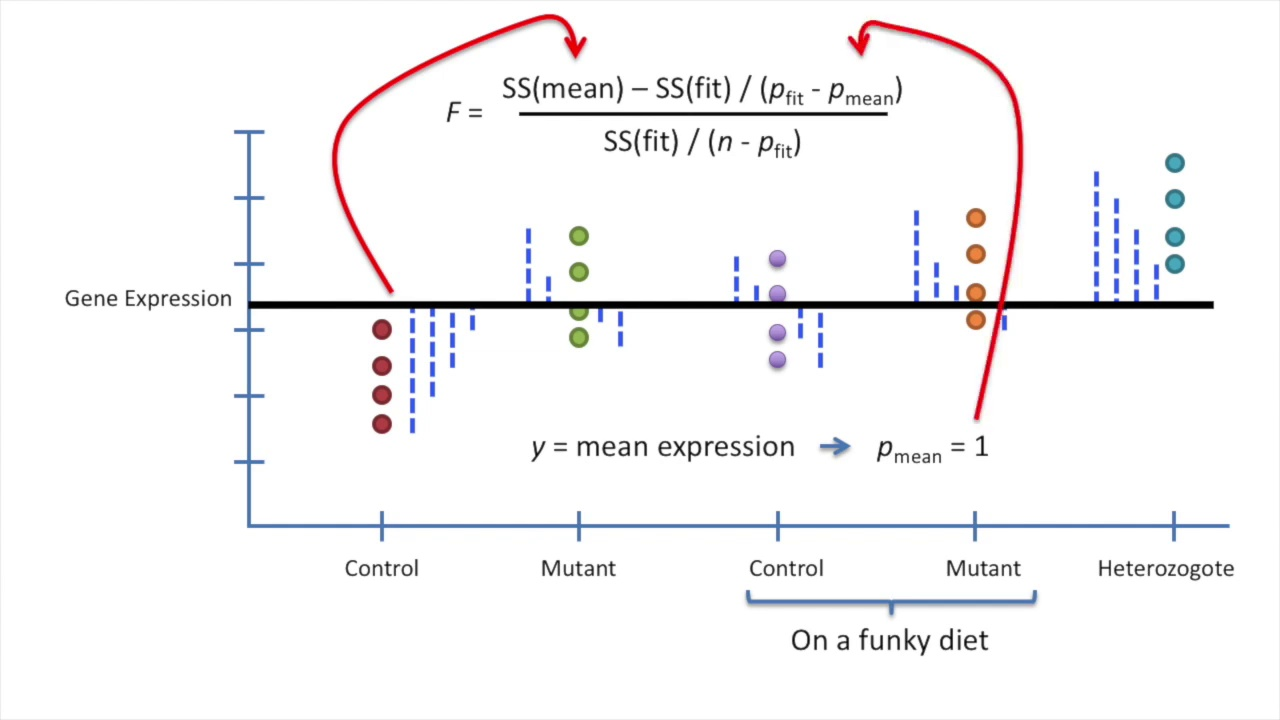 SS(mean) – SS(fit) / (pfit - pmean)
F =
SS(fit) / (n - pfit)
Gene Expression
y = mean expression → pmean = 1
Control Mutant Control Mutant Heterozogote
On a funky diet